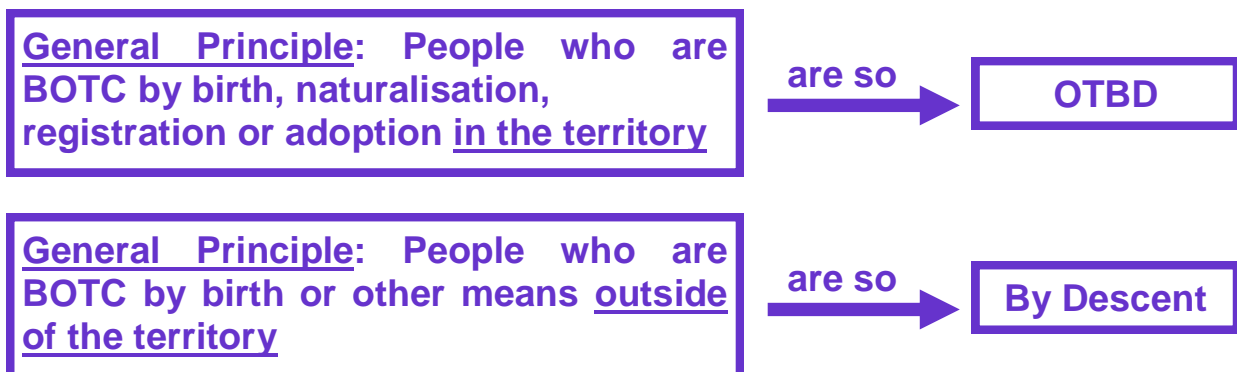 General Principle: People who are
BOTC by birth, naturalisation,
registration or adoption in the territory
are so
OTBD
General Principle: People who are
BOTC by birth or other means outside
of the territory
are so
By Descent